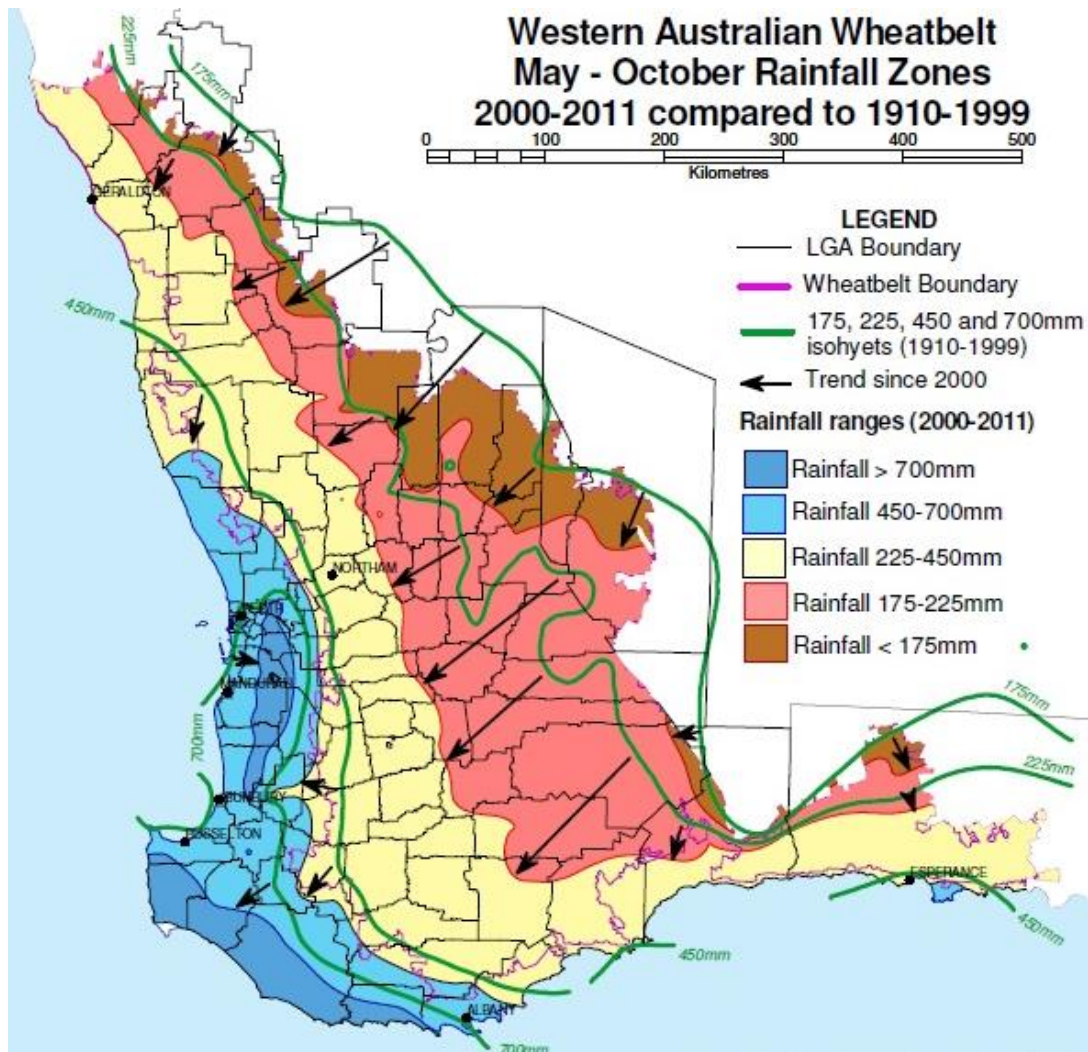 Western Australian Wheatbelt
May - October Rainfall Zones
2000-2011 compared to 1910-1999
0 100 200 300 400 500
Kilometres
LEGEND
LGA Boundary
Wheatbelt Boundary
175, 225, 450 and 700mm
isohyets (1910-1999)
Trend since 2000
Rainfall ranges (2000-2011)
Rainfall > 700mm
Rainfall 450-700mm
Rainfall 225-450mm
Rainfall 175-225mm
Rainfall < 175mm
225mm
175mm
GERALDTON
450mm
NORTHAM
PERTH
MANDURAH
700mm
BUNBURY
BUSSELTON
175mm
225mm
ESPERANCE
450mm
450mm
ALBANY
700mm